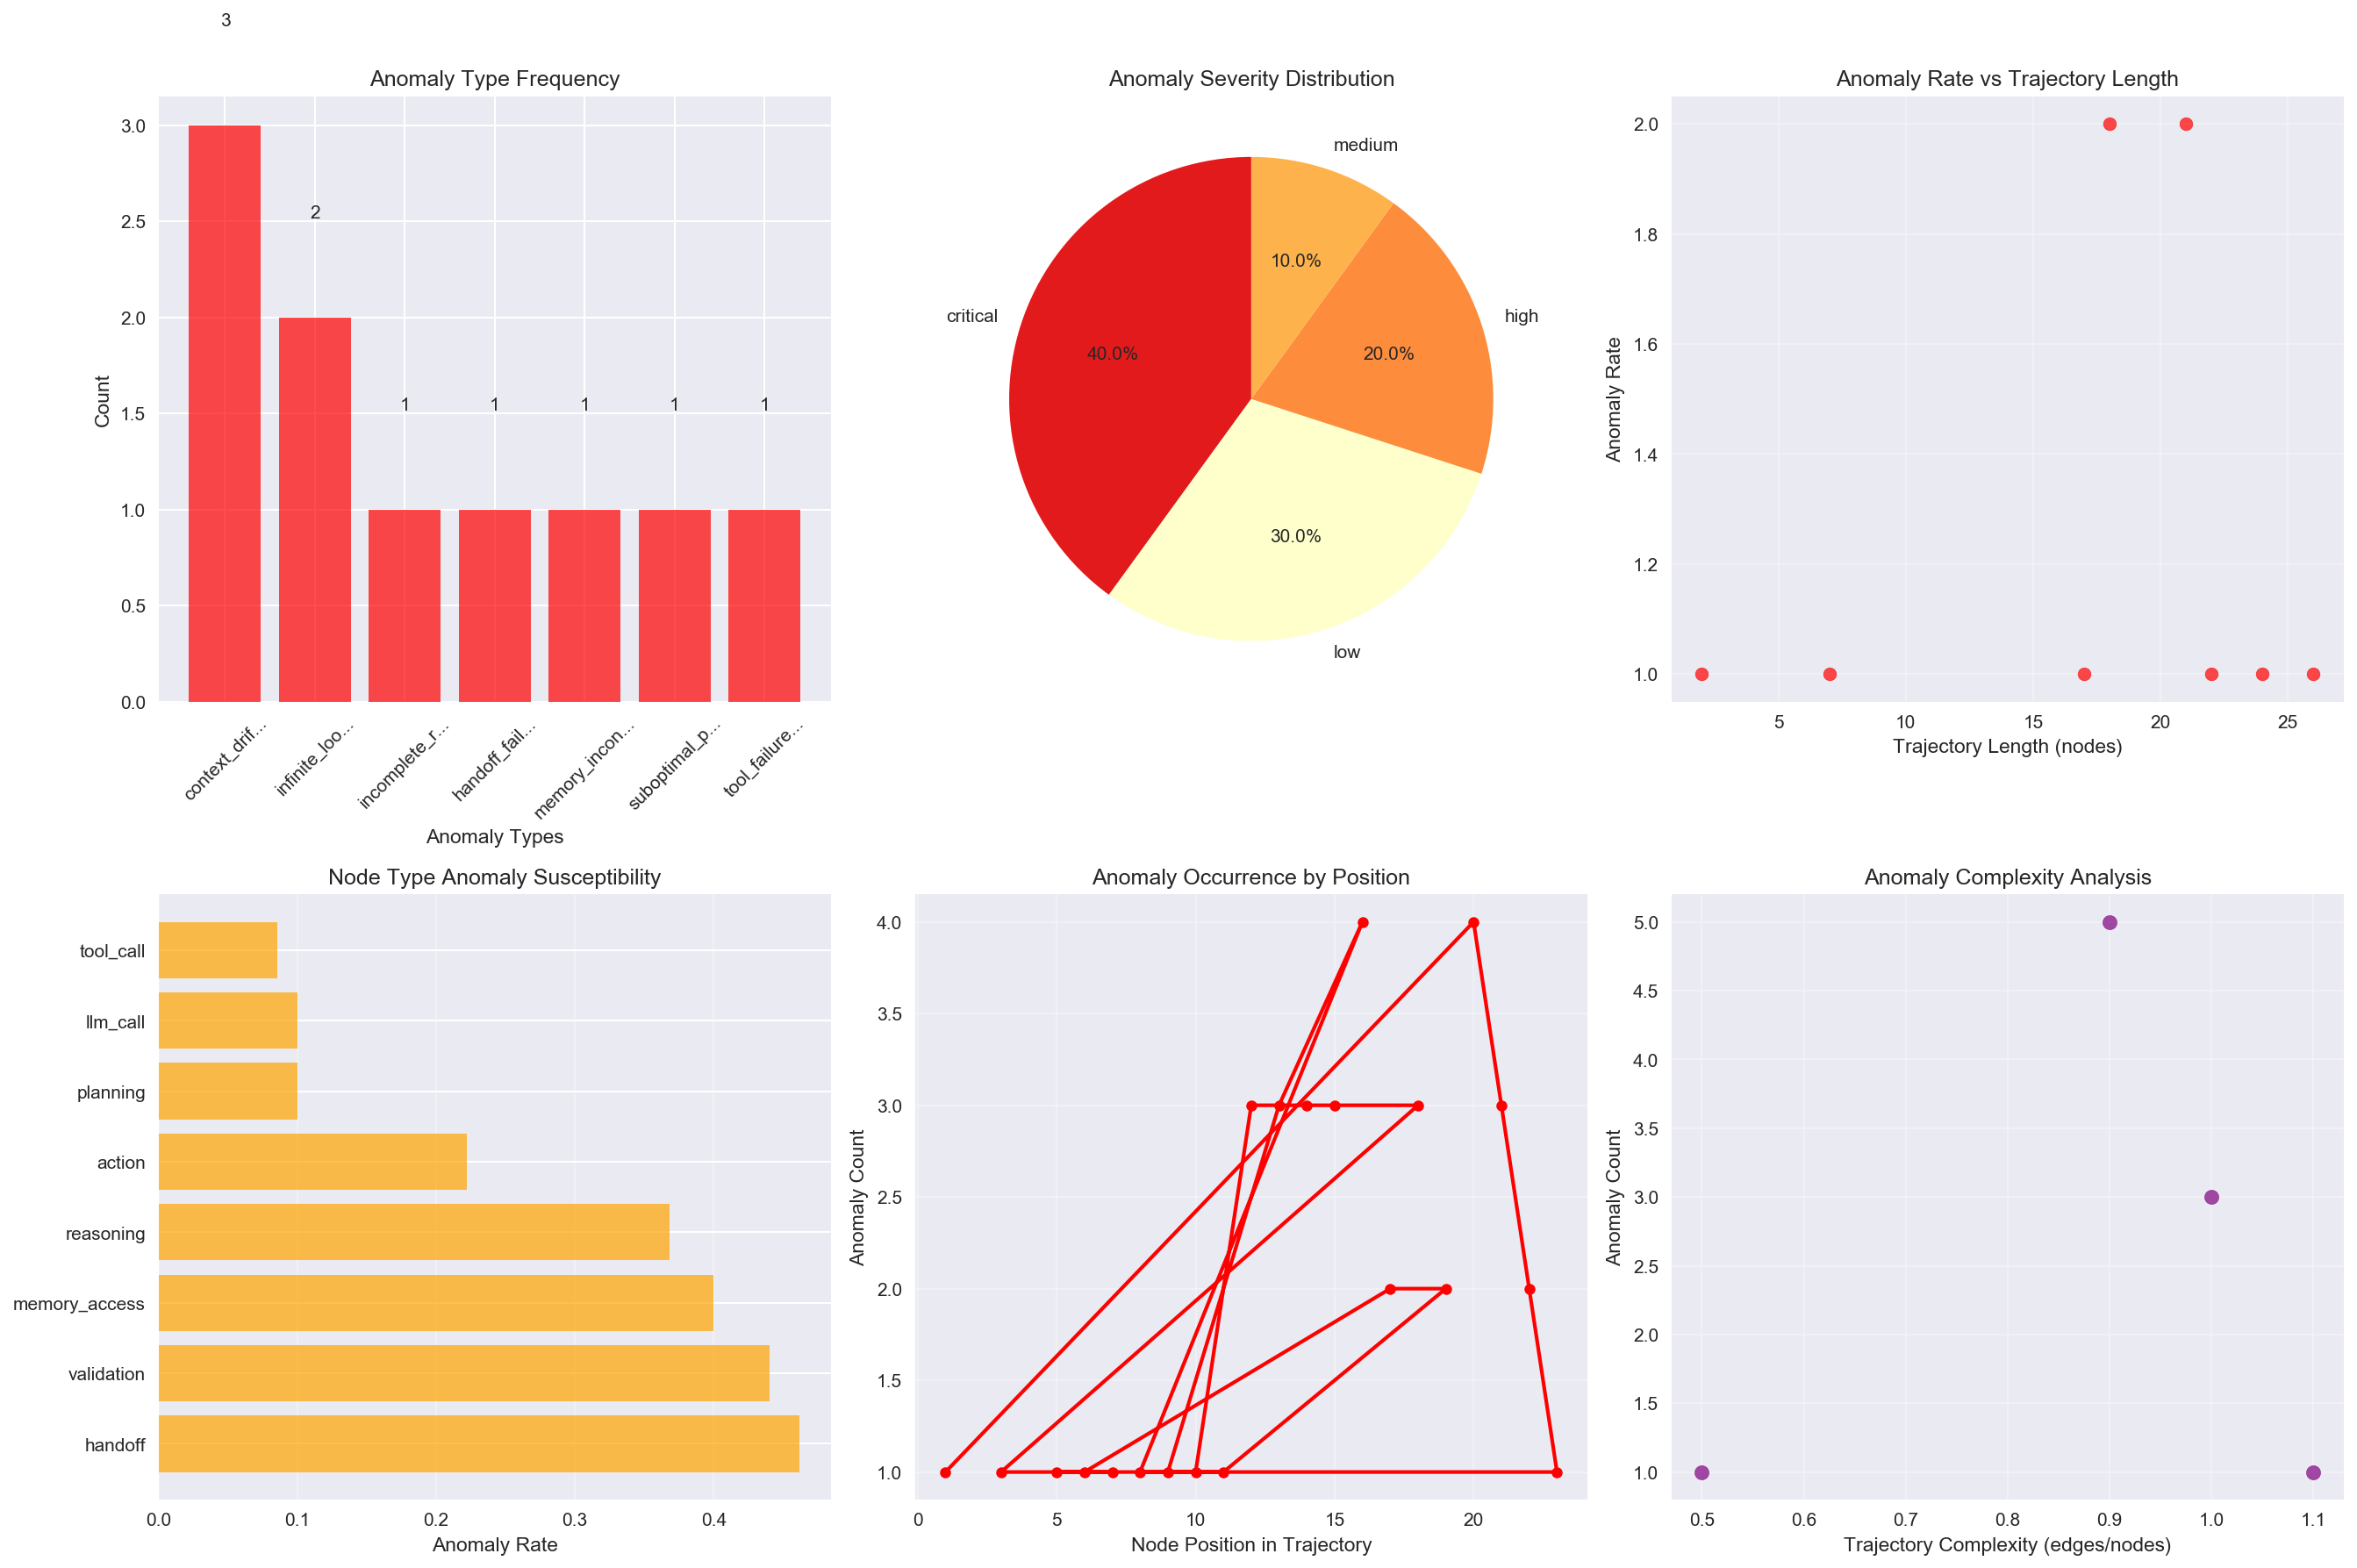 3
Anomaly Type Frequency
3.0
2.5
2.0
1.5
1.0
0.5
0.0
Count
2
1
1
1
1
1
context_drif...
infinite_loo...
incomplete_r...
handoff_fail...
memory_incon...
suboptimal_p...
tool_failure...
Anomaly Types
Anomaly Severity Distribution
medium
10.0%
critical
high
40.0%
20.0%
30.0%
low
Anomaly Rate vs Trajectory Length
2.0
1.8
1.6
1.4
1.2
1.0
Anomaly Rate
5 10 15 20 25
Trajectory Length (nodes)
Node Type Anomaly Susceptibility
tool_call
llm_call
planning
action
reasoning
memory_access
validation
handoff
0.0 0.1 0.2 0.3 0.4
Anomaly Rate
Anomaly Occurrence by Position
4.0
3.5
3.0
2.5
2.0
1.5
1.0
Anomaly Count
0 5 10 15 20
Node Position in Trajectory
Anomaly Complexity Analysis
5.0
4.5
4.0
3.5
3.0
2.5
2.0
1.5
1.0
Anomaly Count
0.5 0.6 0.7 0.8 0.9 1.0 1.1
Trajectory Complexity (edges/nodes)